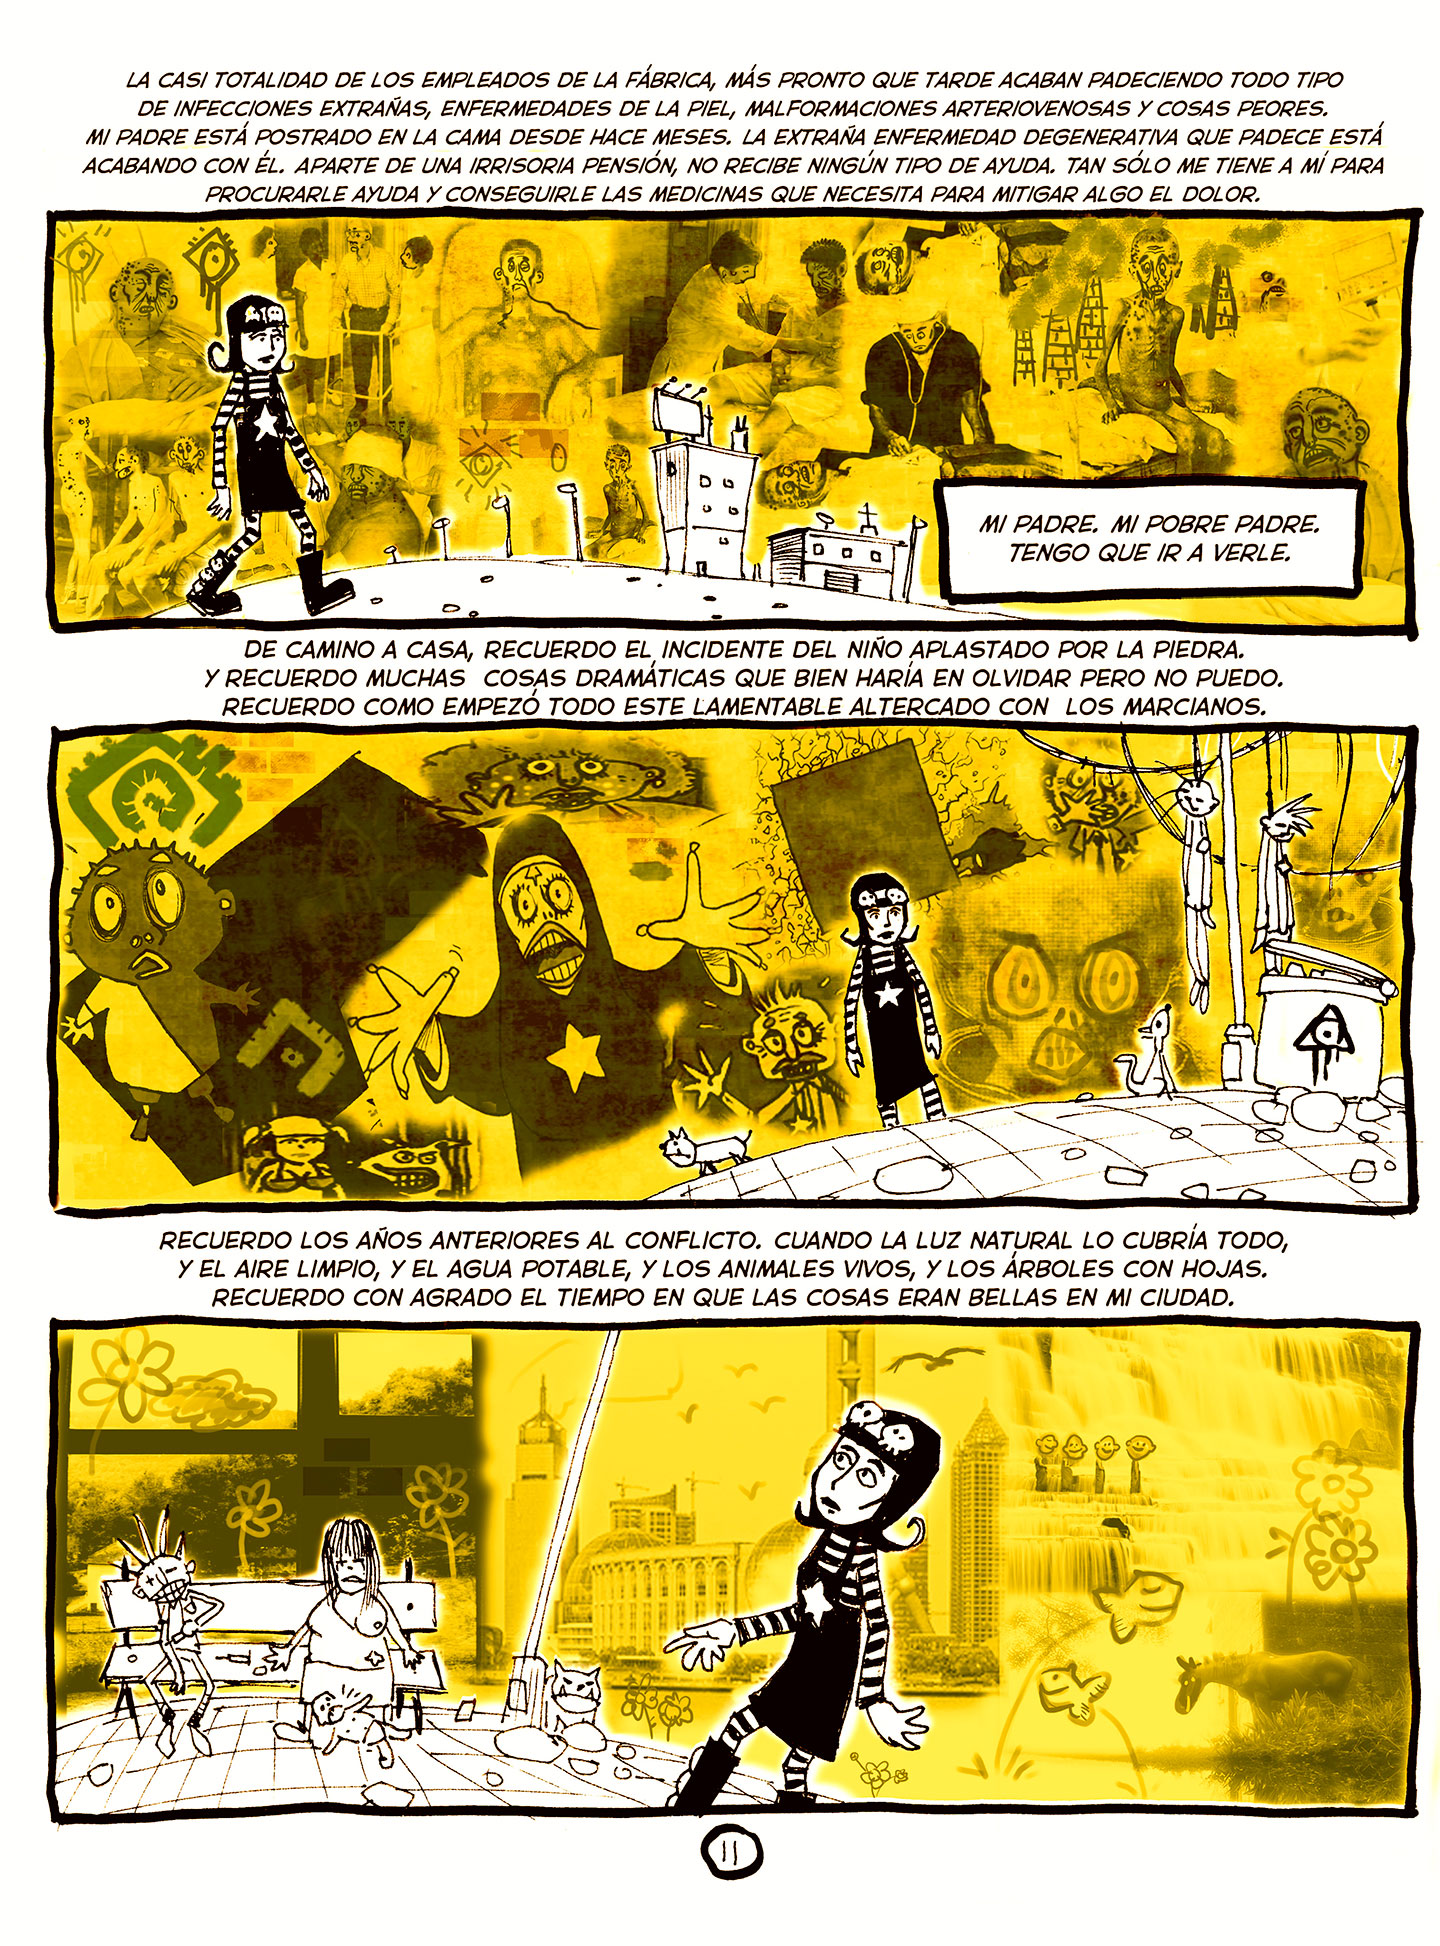 LA CASI TOTALIDAD DE LOS EMPLEADOS DE LA FÁBRICA, MÁS PRONTO QUE TARDE ACABAN PADECIENDO TODO TIPO
DE INFECCIONES EXTRAÑAS, ENFERMEDADES DE LA PIEL, MALFORMACIONES ARTERIOVENOSAS Y COSAS PEORES.
MI PADRE ESTÁ POSTRADO EN LA CAMA DESDE HACE MESES. LA EXTRAÑA ENFERMEDAD DEGENERATIVA QUE PADECE ESTÁ
ACABANDO CON ÉL. APARTE DE UNA IRRISORIA PENSIÓN, NO RECIBE NINGÚN TIPO DE AYUDA. TAN SÓLO ME TIENE A MÍ PARA
PROCURARLE AYUDA Y CONSEGUIRLE LAS MEDICINAS QUE NECESITA PARA MITIGAR ALGO EL DOLOR.
MI PADRE. MI POBRE PADRE.
TENGO QUE IR A VERLE.
DE CAMINO A CASA, RECUERDO EL INCIDENTE DEL NIÑO APLASTADO POR LA PIEDRA.
Y RECUERDO MUCHAS COSAS DRAMÁTICAS QUE BIEN HARÍA EN OLVIDAR PERO NO PUEDO.
RECUERDO COMO EMPEZÓ TODO ESTE LAMENTABLE ALTERCADO CON LOS MARCIANOS.
RECUERDO LOS AÑOS ANTERIORES AL CONFLICTO. CUANDO LA LUZ NATURAL LO CUBRÍA TODO,
Y EL AIRE LIMPIO, Y EL AGUA POTABLE, Y LOS ANIMALES VIVOS, Y LOS ÁRBOLES CON HOJAS.
RECUERDO CON AGRADO EL TIEMPO EN QUE LAS COSAS ERAN BELLAS EN MI CIUDAD.
11